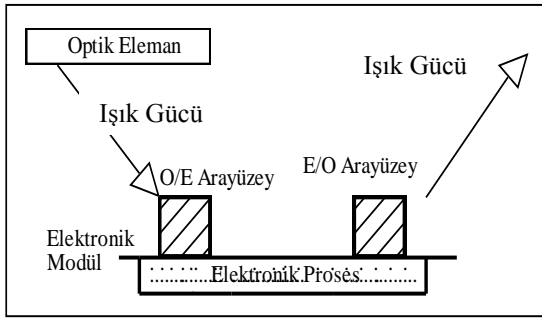 Optik Eleman
Işık Gücü
Işık Gücü
O/E Arayüzey
E/O Arayüzey
Elektronik
Modül
Elektronik Proses